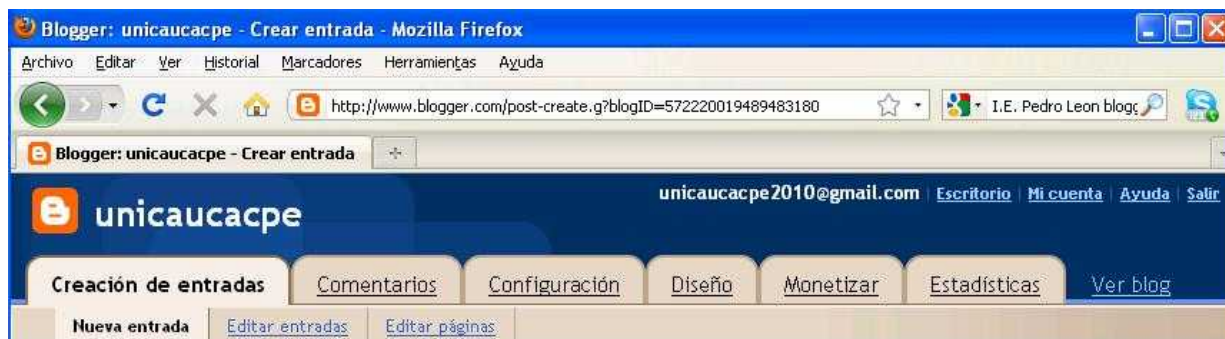 Blogger: unicaucacpe - Crear entrada - Mozilla Firefox
Archivo Editar Ver Historial Marcadores Herramientas Ayuda
http://www.blogger.com/post-create.g?blogID=572220019489483180 I.E. Pedro Leon blogg
Blogger: unicaucacpe - Crear entrada
unicaucacpe2010@gmail.com | Escritorio | Mi cuenta | Ayuda | Salir
unicaucacpe
Creación de entradas Comentarios Configuración Diseño Monetizar Estadísticas Ver blog
Nueva entrada Editar entradas Editar páginas